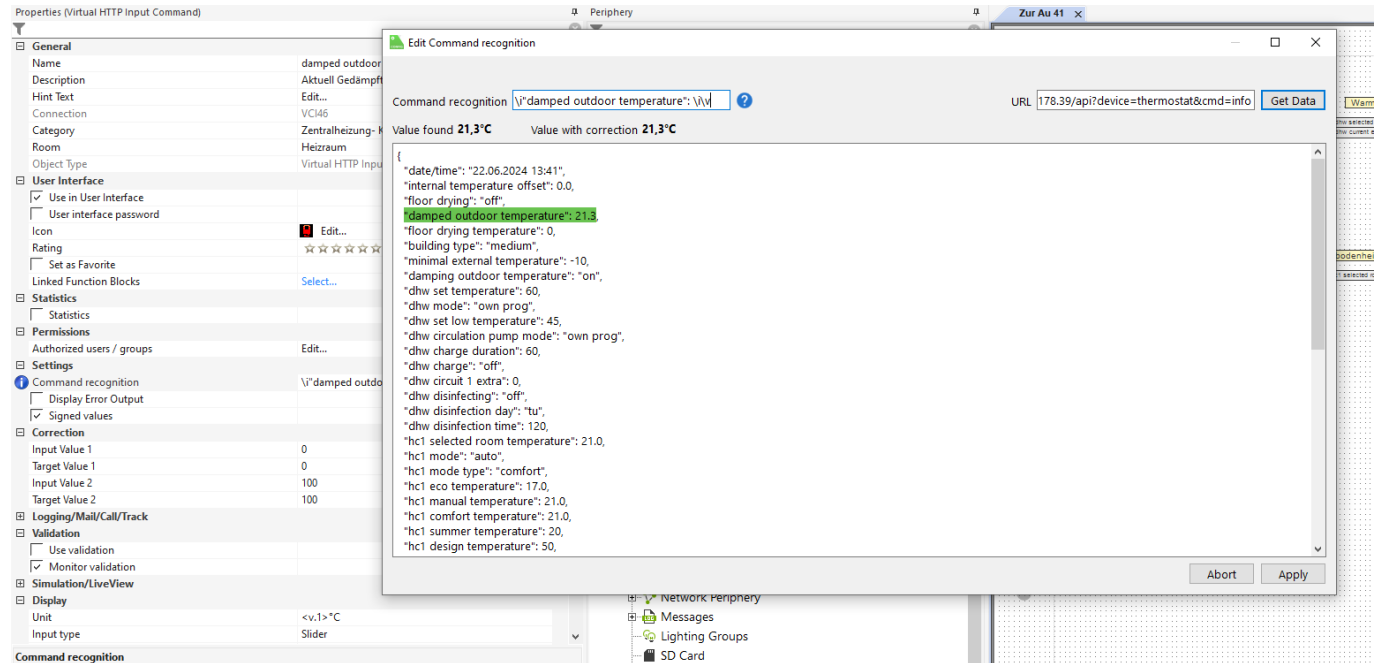 Properties (Virtual HTTP Input Command)
General
Name damped outdoor
Description Aktuell Gedämpft
Hint Text Edit...
Connection VCI46
Category Zentralheizung- K
Room Heizraum
Object Type Virtual HTTP Inpu
User Interface
Use in User Interface
User interface password
Icon Edit...
Rating
Set as Favorite
Linked Function Blocks Select...
Statistics
Statistics
Permissions
Authorized users / groups Edit...
Settings
Command recognition \i"damped outdo
Display Error Output
Signed values
Correction
Input Value 1 0
Target Value 1 0
Input Value 2 100
Target Value 2 100
Logging/Mail/Call/Track
Validation
Use validation
Monitor validation
Simulation/LiveView
Display
Unit <v.1>°C
Input type Slider
Command recognition
Periphery
Zur Au 41
Edit Command recognition
Command recognition \i"damped outdoor temperature": \i\v
URL 178.39/api?device=thermostat&cmd=info Get Data
Value found 21,3°C Value with correction 21,3°C
{
"date/time": "22.06.2024 13:41",
"internal temperature offset": 0.0,
"floor drying": "off",
"damped outdoor temperature": 21.3,
"floor drying temperature": 0,
"building type": "medium",
"minimal external temperature": -10,
"damping outdoor temperature": "on",
"dhw set temperature": 60,
"dhw mode": "own prog",
"dhw set low temperature": 45,
"dhw circulation pump mode": "own prog",
"dhw charge duration": 60,
"dhw charge": "off",
"dhw circuit 1 extra": 0,
"dhw disinfecting": "off",
"dhw disinfection day": "tu",
"dhw disinfection time": 120,
"hc1 selected room temperature": 21.0,
"hc1 mode": "auto",
"hc1 mode type": "comfort",
"hc1 eco temperature": 17.0,
"hc1 manual temperature": 21.0,
"hc1 comfort temperature": 21.0,
"hc1 summer temperature": 20,
"hc1 design temperature": 50,
Abort Apply
Network Periphery
Messages
Lighting Groups
SD Card
Warm
dhw selected
dhw current e
odenhei
selected ro